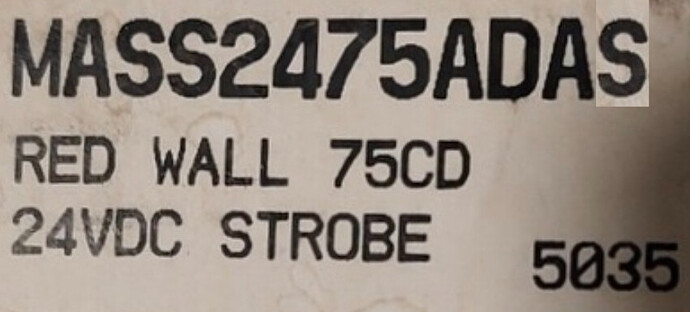 MASS2475ADAS
RED WALL 75CD
24VDC STROBE
5035